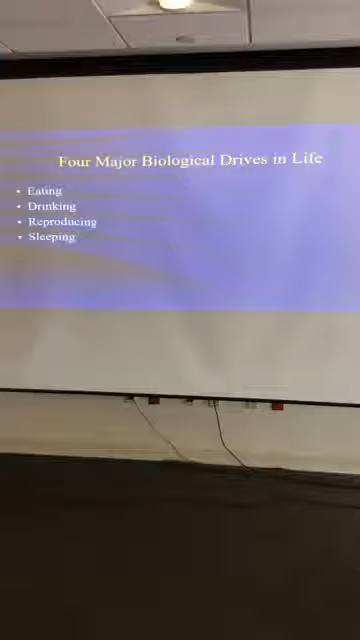 Four Major Biological Drives in Life
• Eating
• Drinking
• Reproducing
• Sleeping